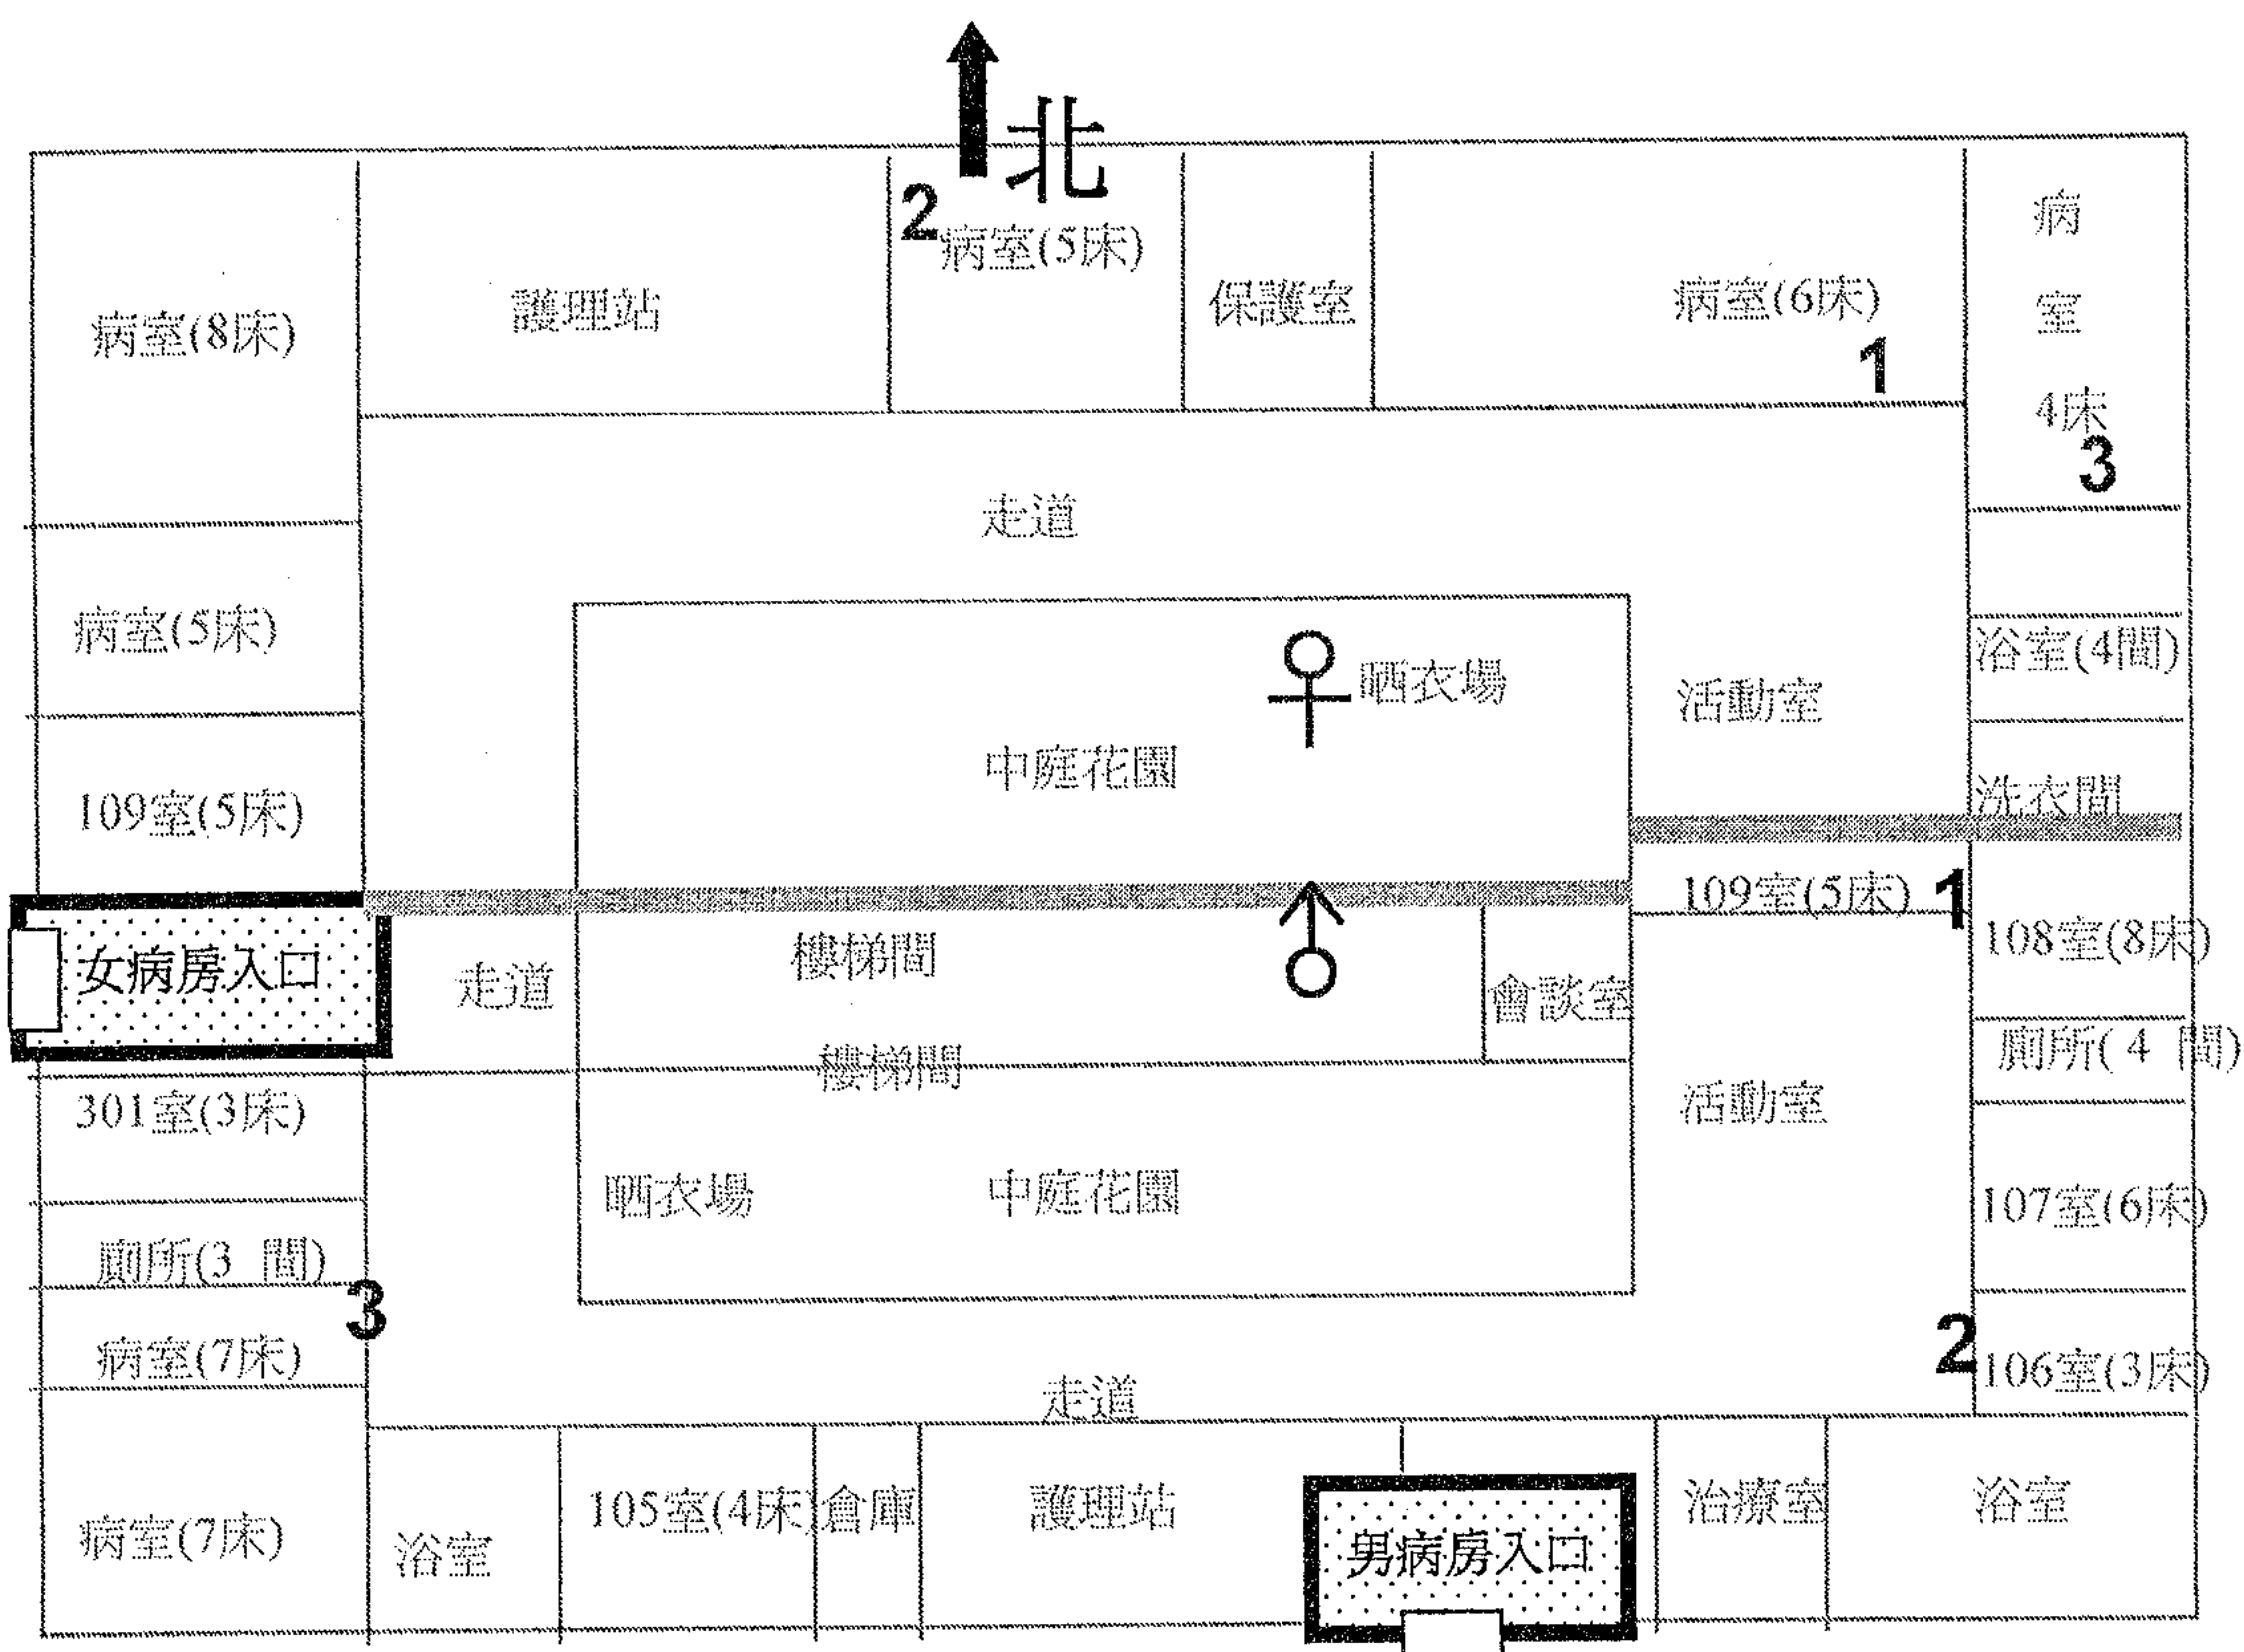 北
2
病室(5床)
病
室
4床
3
病室(8床)
護理站
保護室
病室(6床)
1
走道
病室(5床)
晒衣場
活動室
浴室(4間)
中庭花園
洗衣間
109室(5床)
109室(5床)
1
女病房入口
走道
樓梯間
會談室
108室(8床)
樓梯間
廁所( 4 間)
301室(3床)
活動室
晒衣場
中庭花園
107室(6床)
廁所(3 間)
3
病室(7床)
走道
2
106室(3床)
病室(7床)
浴室
105室(4床)
倉庫
護理站
男病房入口
治療室
浴室